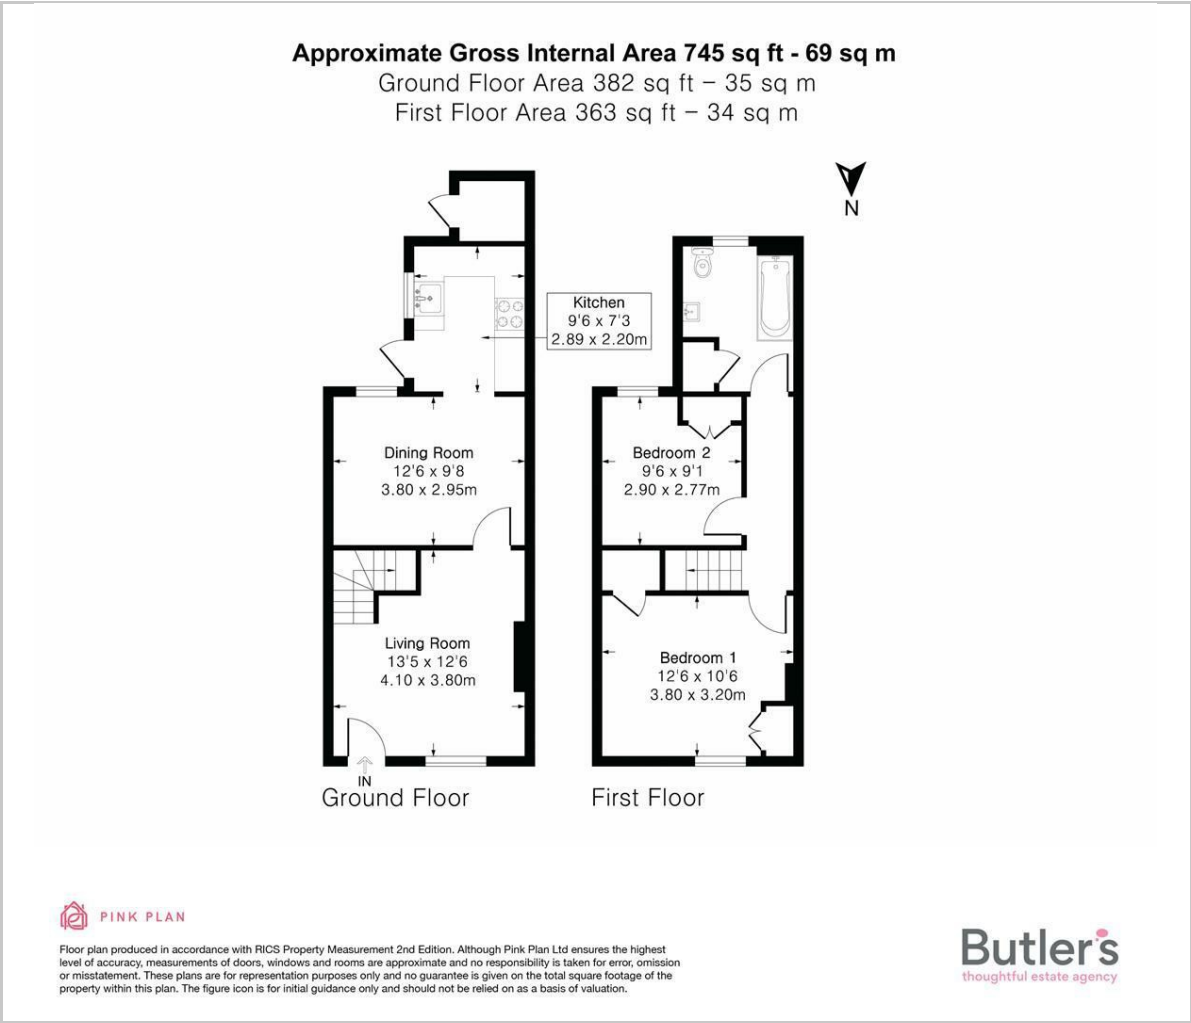 Approximate Gross Internal Area 745 sq ft - 69 sq m
Ground Floor Area 382 sq ft – 35 sq m
First Floor Area 363 sq ft – 34 sq m
N
Kitchen
9'6 x 7'3
2.89 x 2.20m
Dining Room
12'6 x 9'8
3.80 x 2.95m
Living Room
13'5 x 12'6
4.10 x 3.80m
IN
Ground Floor
Bedroom 2
9'6 x 9'1
2.90 x 2.77m
Bedroom 1
12'6 x 10'6
3.80 x 3.20m
First Floor
PINK PLAN
Floor plan produced in accordance with RICS Property Measurement 2nd Edition. Although Pink Plan Ltd ensures the highest
level of accuracy, measurements of doors, windows and rooms are approximate and no responsibility is taken for error, omission
or misstatement. These plans are for representation purposes only and no guarantee is given on the total square footage of the
property within this plan. The figure icon is for initial guidance only and should not be relied on as a basis of valuation.
Butler's
thoughtful estate agency